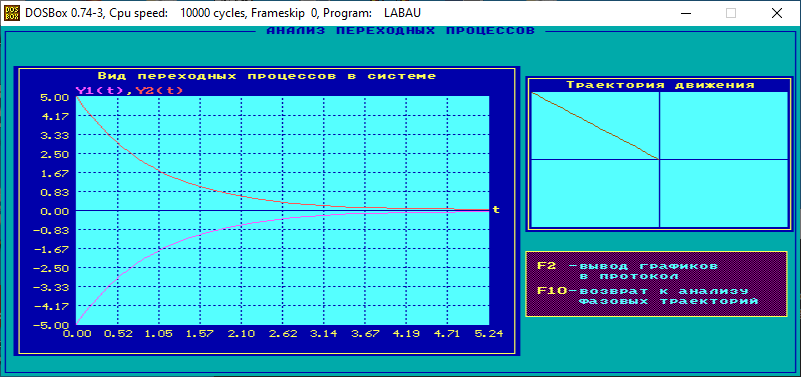 DOSBox 0.74-3, Cpu speed: 10000 cycles, Frameskip 0, Program: LABAU
АНАЛИЗ ПЕРЕХОДНЫХ ПРОЦЕССОВ
Вид переходных процессов в системе
Y1(t),Y2(t)
5.00
4.17
3.33
2.50
1.67
0.83
0.00
-0.83
-1.67
-2.50
-3.33
-4.17
-5.00
t
0.00 0.52 1.05 1.57 2.10 2.62 3.14 3.67 4.19 4.71 5.24
Траектория движения
F2 -вывод графиков
в протокол
F10-возврат к анализу
фазовых траекторий